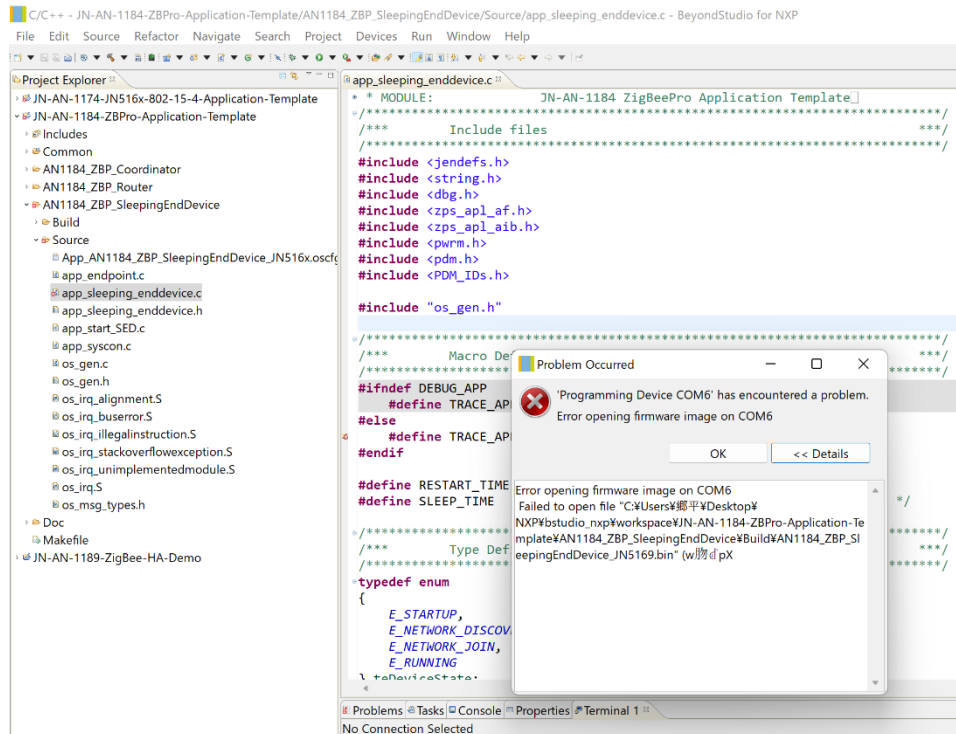 C/C++ - JN-AN-1184-ZBPro-Application-Template/AN1184_ZBP_SleepingEndDevice/Source/app_sleeping_enddevice.c - BeyondStudio for NXP
File Edit Source Refactor Navigate Search Project Devices Run Window Help
Project Explorer
JN-AN-1174-JN516x-802-15-4-Application-Template
JN-AN-1184-ZBPro-Application-Template
Includes
Common
AN1184_ZBP_Coordinator
AN1184_ZBP_Router
AN1184_ZBP_SleepingEndDevice
Build
Source
App_AN1184_ZBP_SleepingEndDevice_JN516x.oscfg
app_endpoint.c
app_sleeping_enddevice.c
app_sleeping_enddevice.h
app_start_SED.c
app_syscon.c
os_gen.c
os_gen.h
os_irq_alignment.S
os_irq_buserror.S
os_irq_illegalinstruction.S
os_irq_stackoverflowexception.S
os_irq_unimplementedmodule.S
os_irq.S
os_msg_types.h
Doc
Makefile
JN-AN-1189-ZigBee-HA-Demo
app_sleeping_enddevice.c
* * MODULE: JN-AN-1184 ZigBeePro Application Template
/****************************************************************************/
/*** Include files ***/
/****************************************************************************/
#include <jendefs.h>
#include <string.h>
#include <dbg.h>
#include <zps_apl_af.h>
#include <zps_apl_aib.h>
#include <pwrm.h>
#include <pdm.h>
#include <PDM_IDs.h>
#include "os_gen.h"
/****************************************************************************/
/*** Macro De ***/
/****************************************************************************/
#ifndef DEBUG_APP
#define TRACE_AP
#else
#define TRACE_AP
#endif
#define RESTART_TIME
#define SLEEP_TIME */
/****************************************************************************/
/*** Type Def ***/
/****************************************************************************/
typedef enum
{
E_STARTUP,
E_NETWORK_DISCOV
E_NETWORK_JOIN,
E_RUNNING
} teDeviceState;
Problem Occurred
'Programming Device COM6' has encountered a problem.
Error opening firmware image on COM6
OK << Details
Error opening firmware image on COM6
Failed to open file "C:¥Users¥郷平¥Desktop¥
NXP¥bstudio_nxp¥workspace¥JN-AN-1184-ZBPro-Application-Te
mplate¥AN1184_ZBP_SleepingEndDevice¥Build¥AN1184_ZBP_Sl
eepingEndDevice_JN5169.bin"
Problems Tasks Console Properties Terminal 1
No Connection Selected